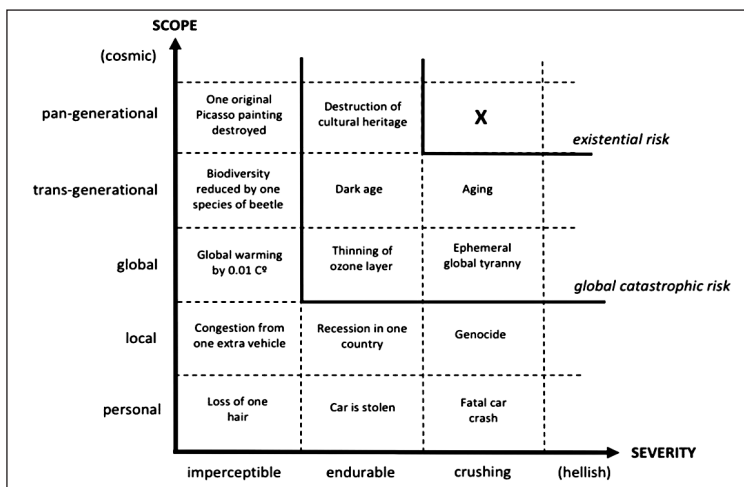 SCOPE
(cosmic)
pan-generational
One original
Picasso painting
destroyed
Destruction of
cultural heritage
X
existential risk
trans-generational
Biodiversity
reduced by one
species of beetle
Dark age
Aging
global
Global warming
by 0.01 Cº
Thinning of
ozone layer
Ephemeral
global tyranny
global catastrophic risk
local
Congestion from
one extra vehicle
Recession in one
country
Genocide
personal
Loss of one
hair
Car is stolen
Fatal car
crash
SEVERITY
imperceptible
endurable
crushing
(hellish)